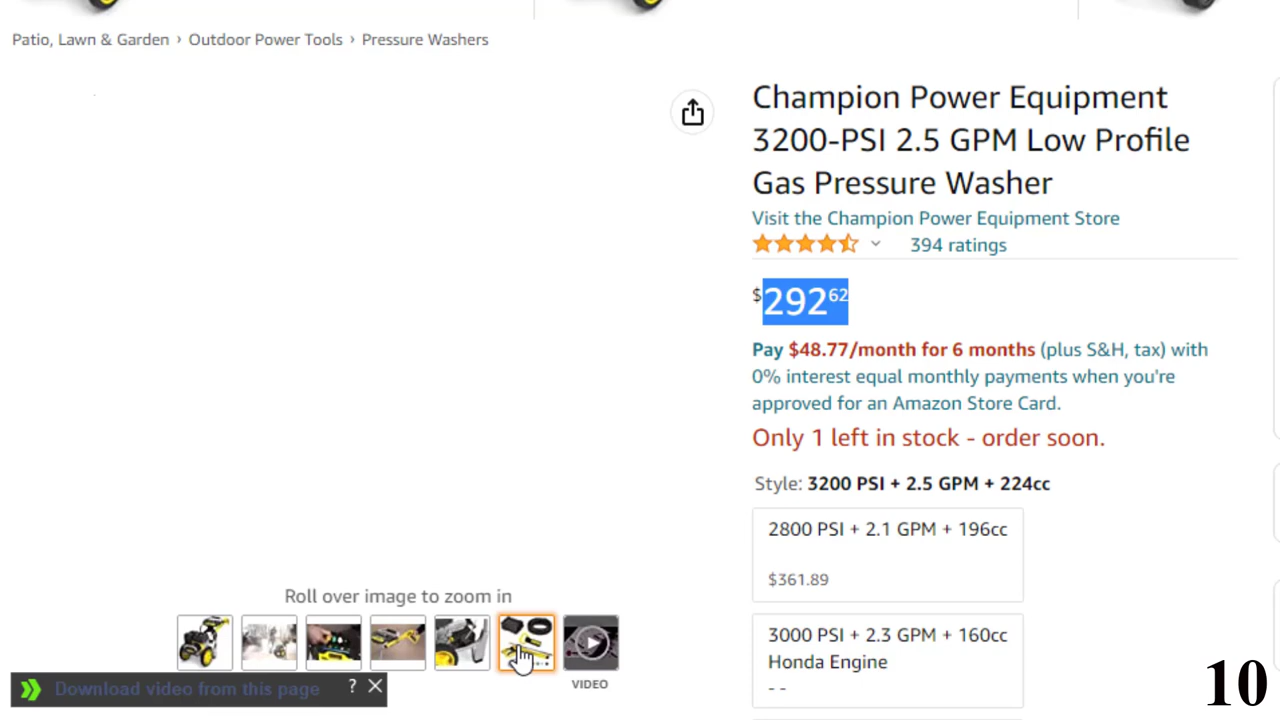 Patio, Lawn & Garden › Outdoor Power Tools › Pressure Washers
Champion Power Equipment
3200-PSI 2.5 GPM Low Profile
Gas Pressure Washer
Visit the Champion Power Equipment Store
394 ratings
$29262
Pay $48.77/month for 6 months (plus S&H, tax) with
0% interest equal monthly payments when you're
approved for an Amazon Store Card.
Only 1 left in stock - order soon.
Style: 3200 PSI + 2.5 GPM + 224cc
2800 PSI + 2.1 GPM + 196cc
$361.89
3000 PSI + 2.3 GPM + 160cc
Honda Engine
- -
Roll over image to zoom in
VIDEO
Download video from this page ?
10